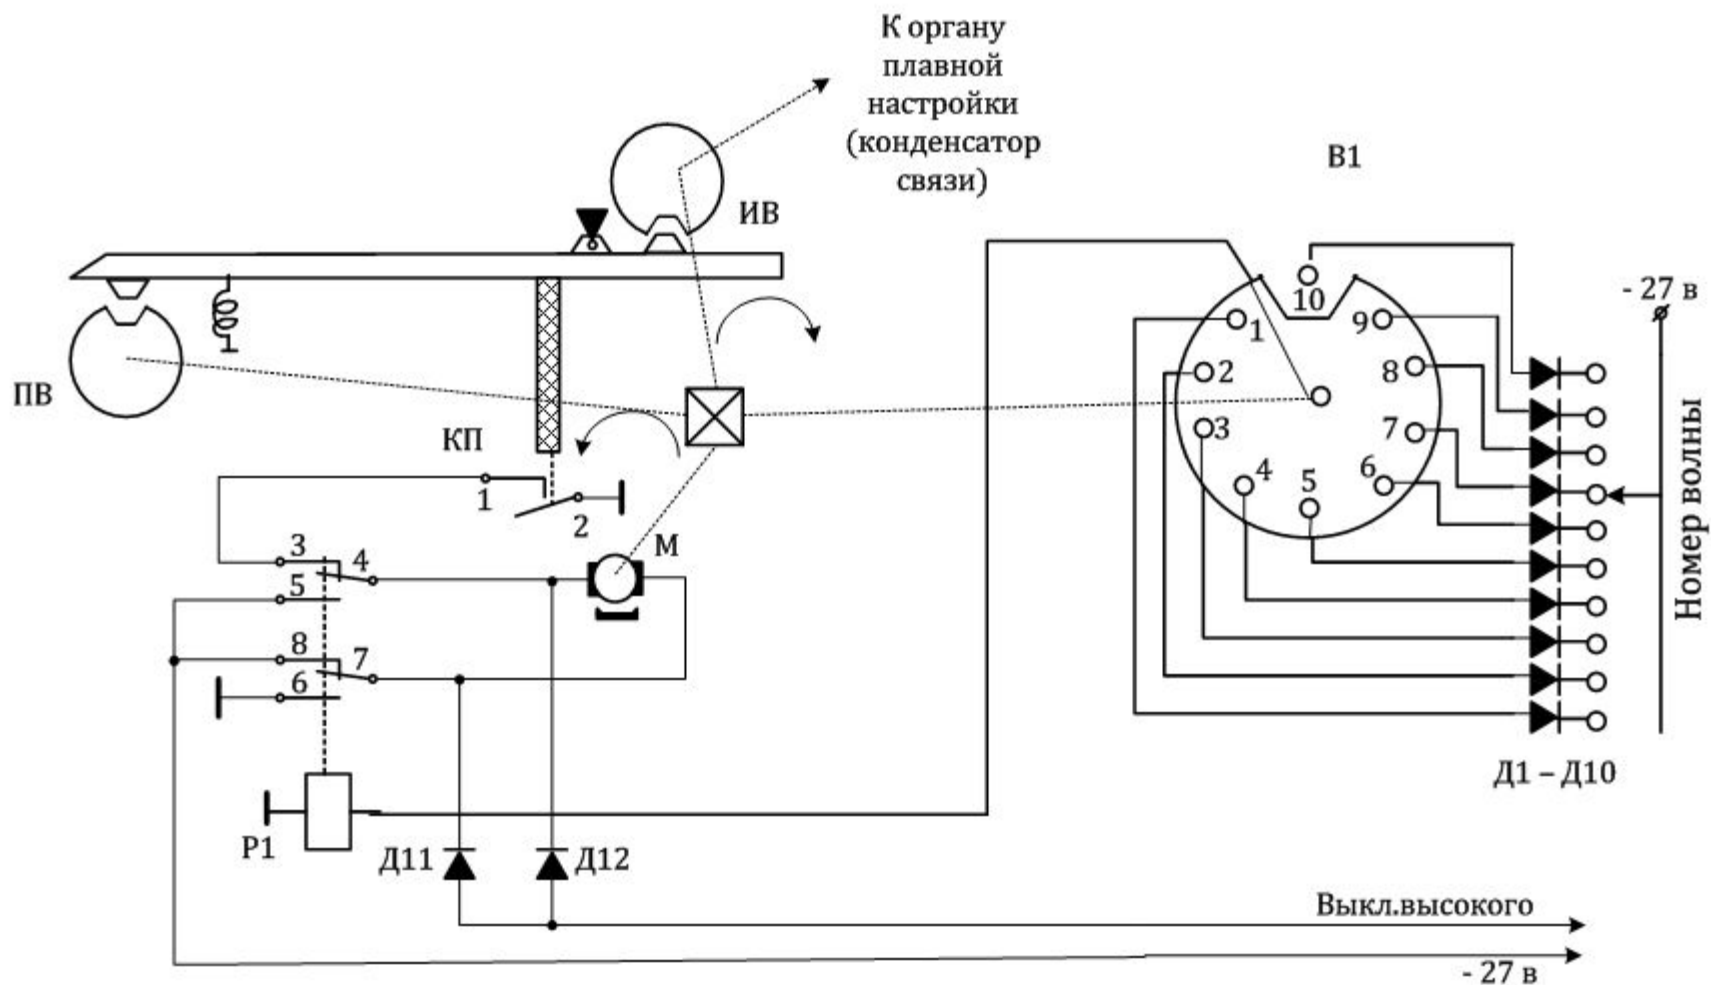 К органу
плавной
настройки
(конденсатор
связи)
В1
ИВ
10
- 27 в
1
9
2
8
ПВ
3
7
КП
4
5
6
Номер волны
1
2
М
3
4
5
8
7
6
Д1 – Д10
Р1
Д11
Д12
Выкл.высокого
- 27 в